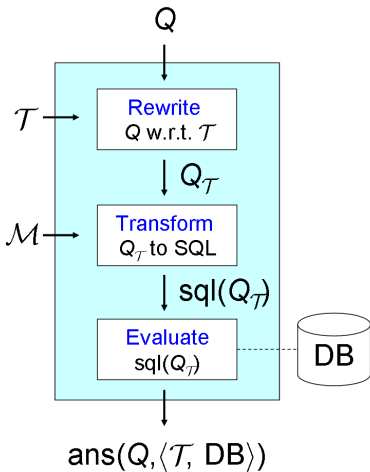 Q
Rewrite
𝒯
Q w.r.t. 𝒯
Q𝒯
Transform
ℳ
Q𝒯 to SQL
sql(Q𝒯)
Evaluate
sql(Q𝒯)
DB
ans(Q,⟨𝒯, DB⟩)